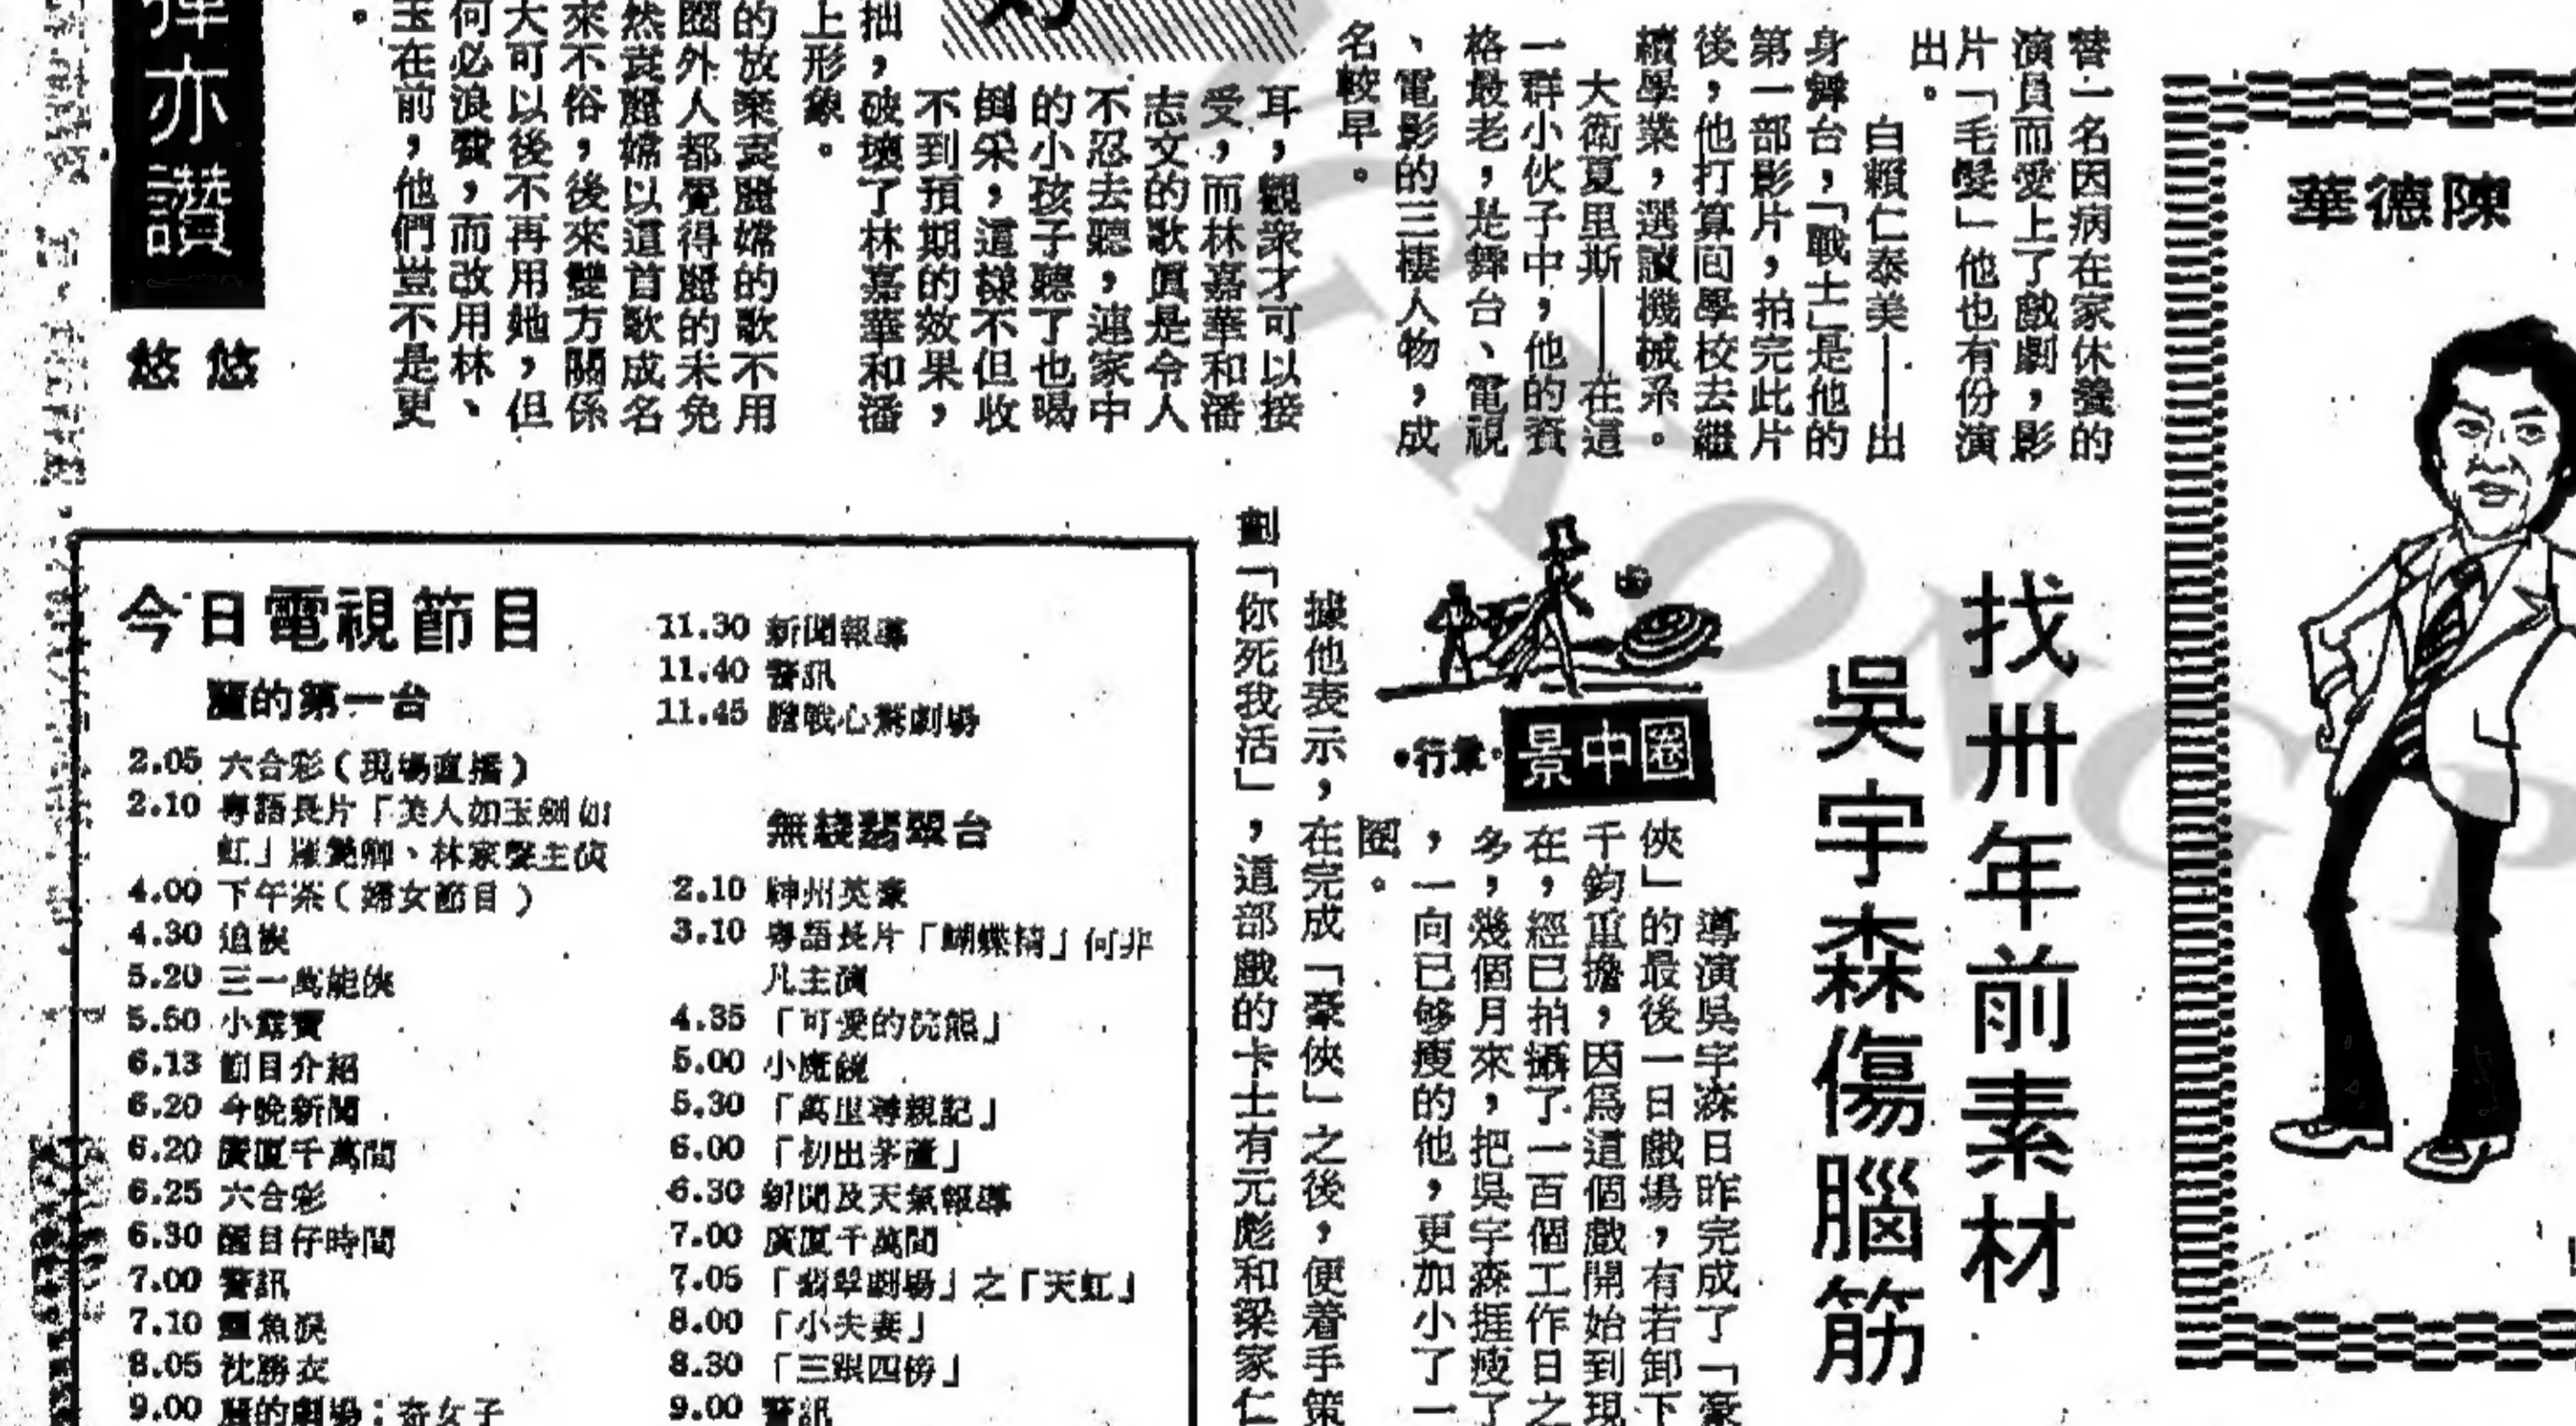 替一名因病在家休養的
演員而愛上了戲劇,影
片「毛髮」他也有份演
出。
白賴仁泰美——出
身舞台,「戰士」是他的
第一部影片,拍完此片
後,他打算回學校去繼
續學業,選讀機械系。
大衛夏里斯——在這
一群小伙子中,他的資
格最老,是舞台、電視
、電影的三棲人物,成
名較早。
耳,觀衆才可以接
受,而林嘉華和潘
志文的歌眞是令人
不忍去聽,連家中
的小孩子聽了也喝
倒采,這樣不但收
不到預期的效果,
抽,破壞了林嘉華和潘
上形象。
的放棄袁麗嫦的歌不用
圈外人都覺得麗的未免
然袁麗嫦以這首歌成名
來不俗,後來雙方關係
大可以後不再用她,但
何必浪費,而改用林、
玉在前,他們豈不是更
。
亦讚
悠悠
陳德華
找卅年前素材
吳宇森傷腦筋
圈中景
導演吳宇森日昨完成了「豪
俠」的最後一日戲場,有若卸下
千鈞重擔,因爲這個戲開始到現
在,經已拍攝了一百個工作日之
多,幾個月來,把吳宇森捱瘦了
,一向已够瘦的他,更加小了一
圈。
據他表示,在完成「豪俠」之後,便着手策
劃「你死我活」,這部戲的卡士有元彪和梁家仁
今日電視節目
麗的第一台
2.05 六合彩(現場直播)
2.10 粵語長片「美人如玉劍如
虹」羅艷卿、林家聲主演
4.00 下午茶(婦女節目)
4.30 追族
5.20 三一萬能俠
5.50 小露寶
6.13 節目介紹
6.20 今晚新聞
6.20 廣厦千萬間
6.25 六合彩
6.30 醒目仔時間
7.00 警訊
7.10 鱷魚淚
8.05 沈勝衣
9.00 麗的劇場:奇女子
11.30 新聞報導
11.40 警訊
11.45 膽戰心驚劇場
無綫翡翠台
2.10 神州英豪
3.10 粵語長片「蝴蝶精」何非
凡主演
4.35 「可愛的浣熊」
5.00 小魔鏡
5.30 「萬里尋親記」
6.00 「初出茅廬」
6.30 新聞及天氣報導
7.00 廣厦千萬間
7.05 「翡翠劇場」之「天虹」
8.00 「小夫妻」
8.30 「三跟四傍」
9.00 警訊